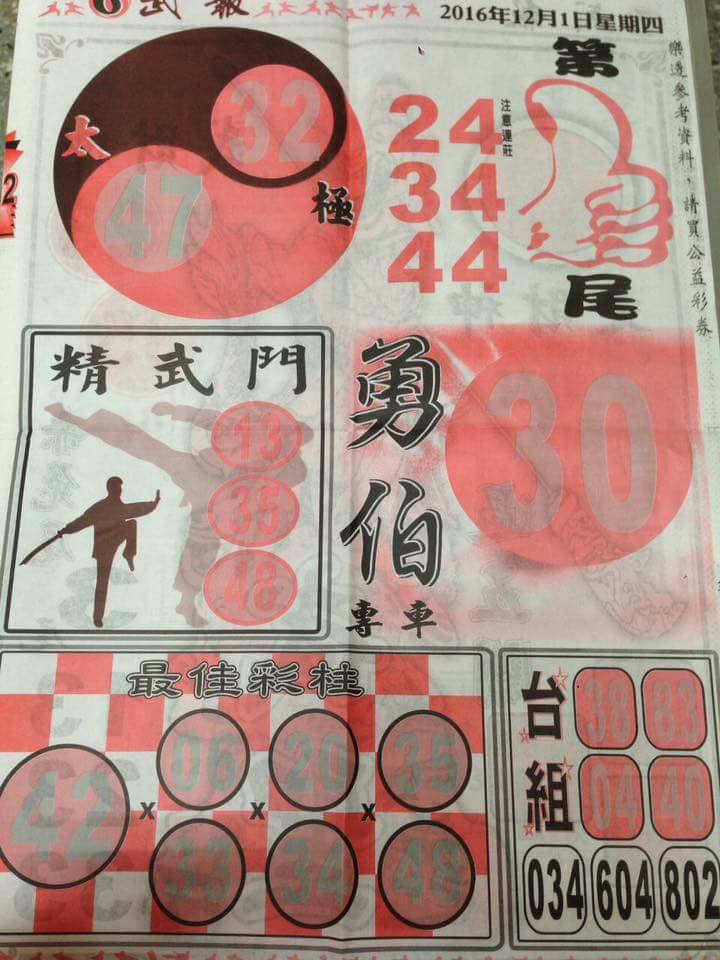 6 武報
2016年12月1日星期四
樂透參考資料，請買公益彩券
太極
32
47
第尾
24
34
44
注意連莊
精武門
13
35
48
勇伯
專車
30
最佳彩柱
42 x 06 x 20 x 35
33 34 48
台組
38 83
04 40
034 604 802